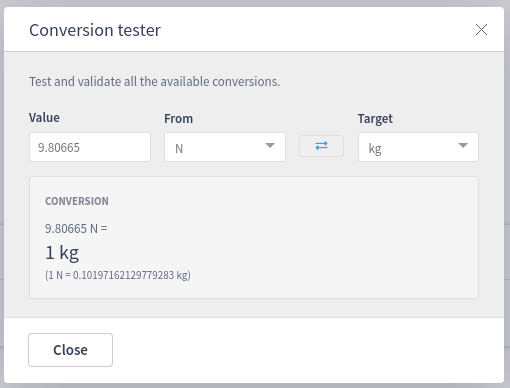 Conversion tester
Test and validate all the available conversions.
Value From Target
9.80665 N kg
CONVERSION
9.80665 N =
1 kg
(1 N = 0.10197162129779283 kg)
Close